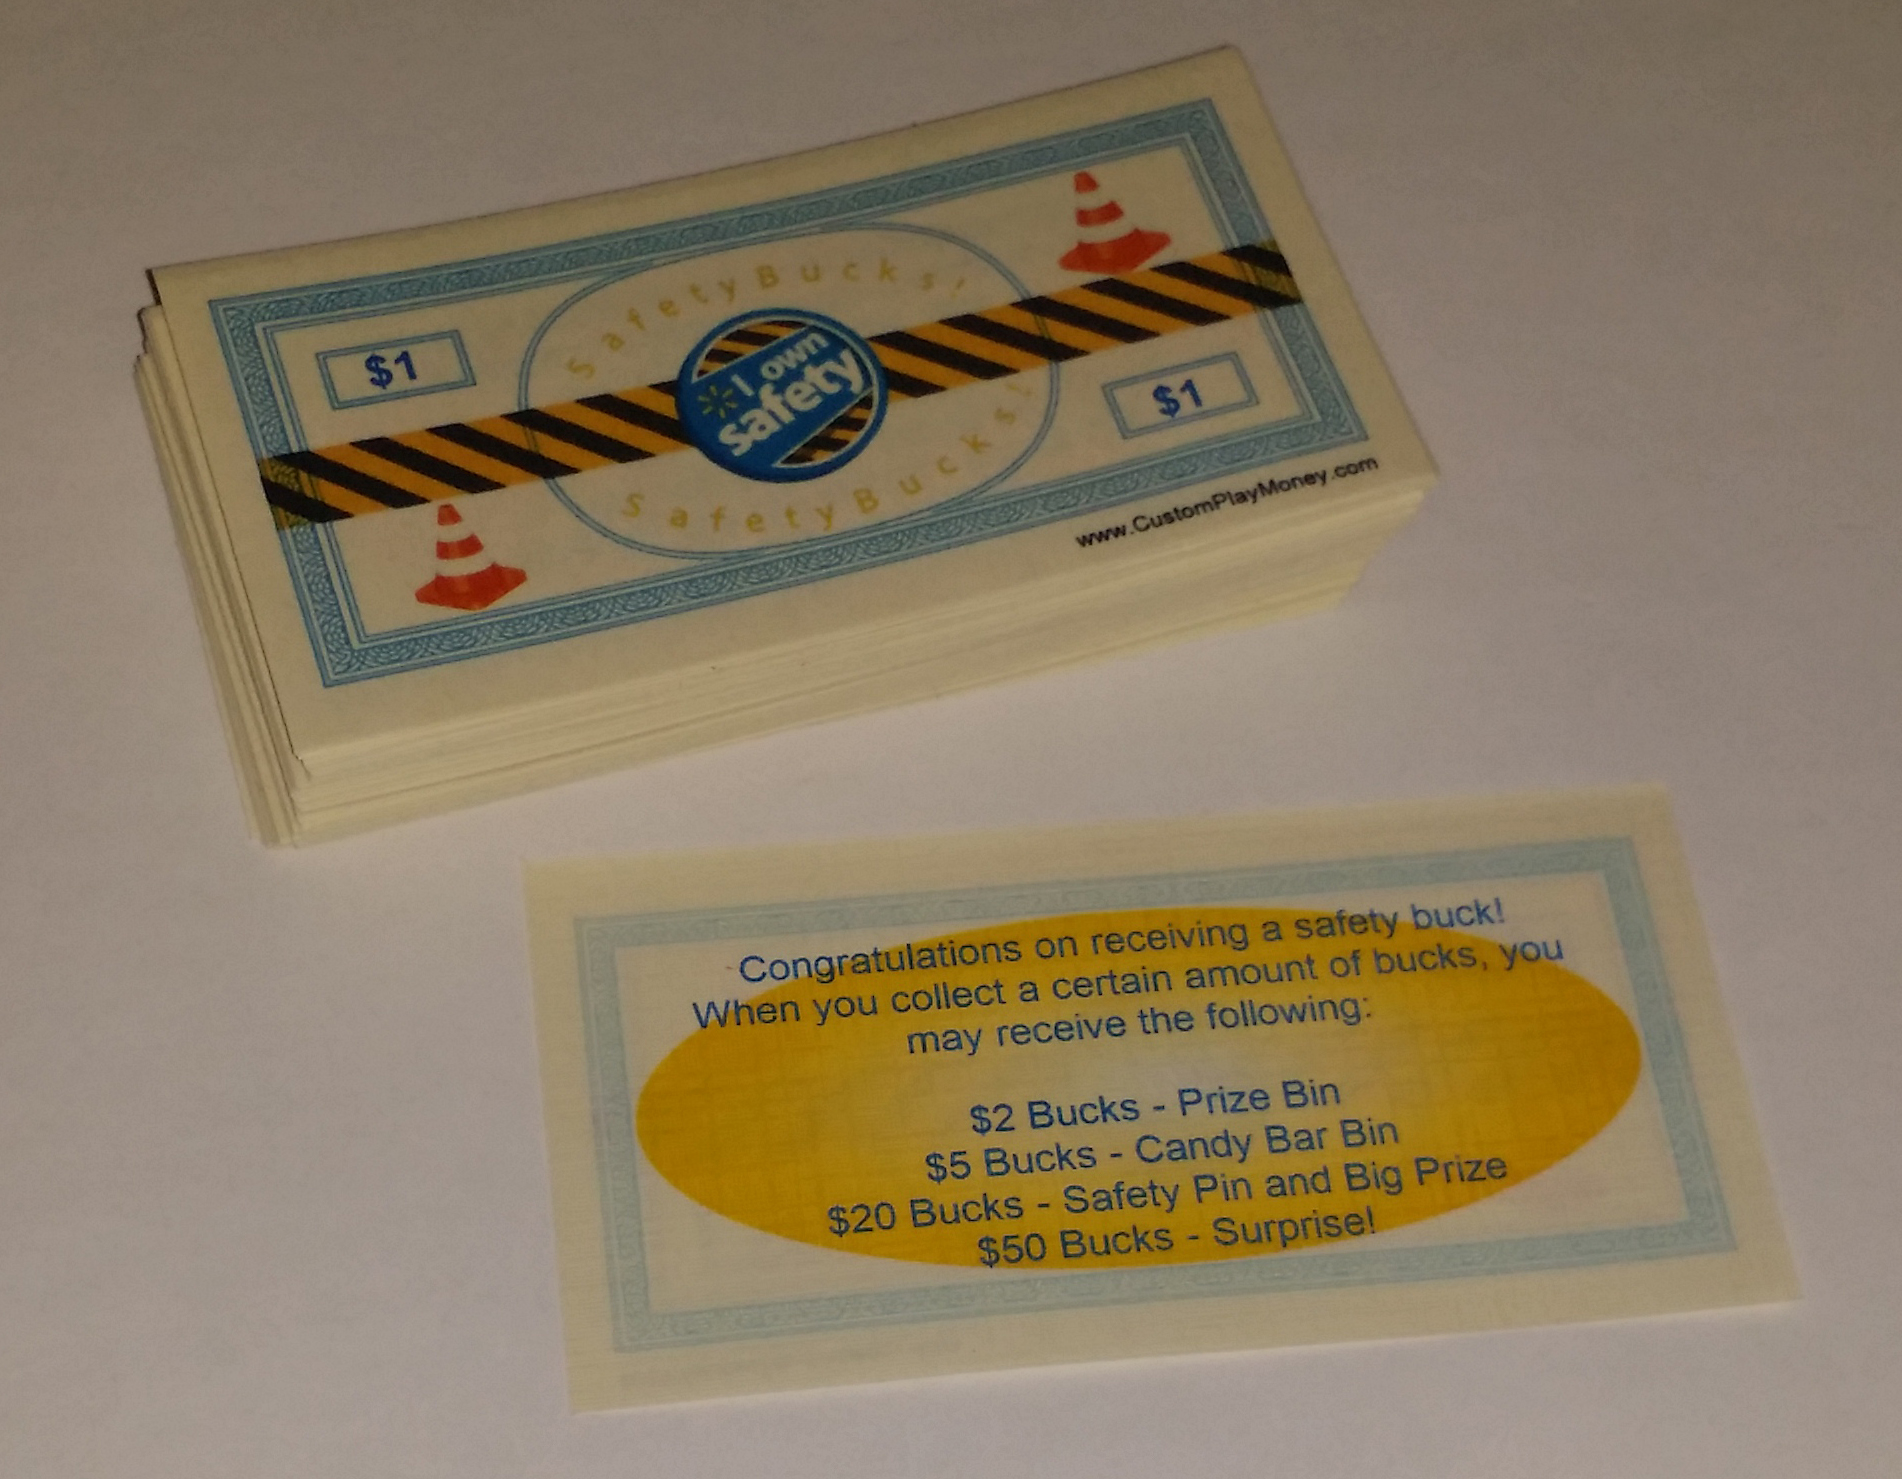 SafetyBucks!
$1
I own
safety
$1
SafetyBucks!
www.CustomPlayMoney.com
Congratulations on receiving a safety buck!
When you collect a certain amount of bucks, you
may receive the following:
$2 Bucks - Prize Bin
$5 Bucks - Candy Bar Bin
$20 Bucks - Safety Pin and Big Prize
$50 Bucks - Surprise!